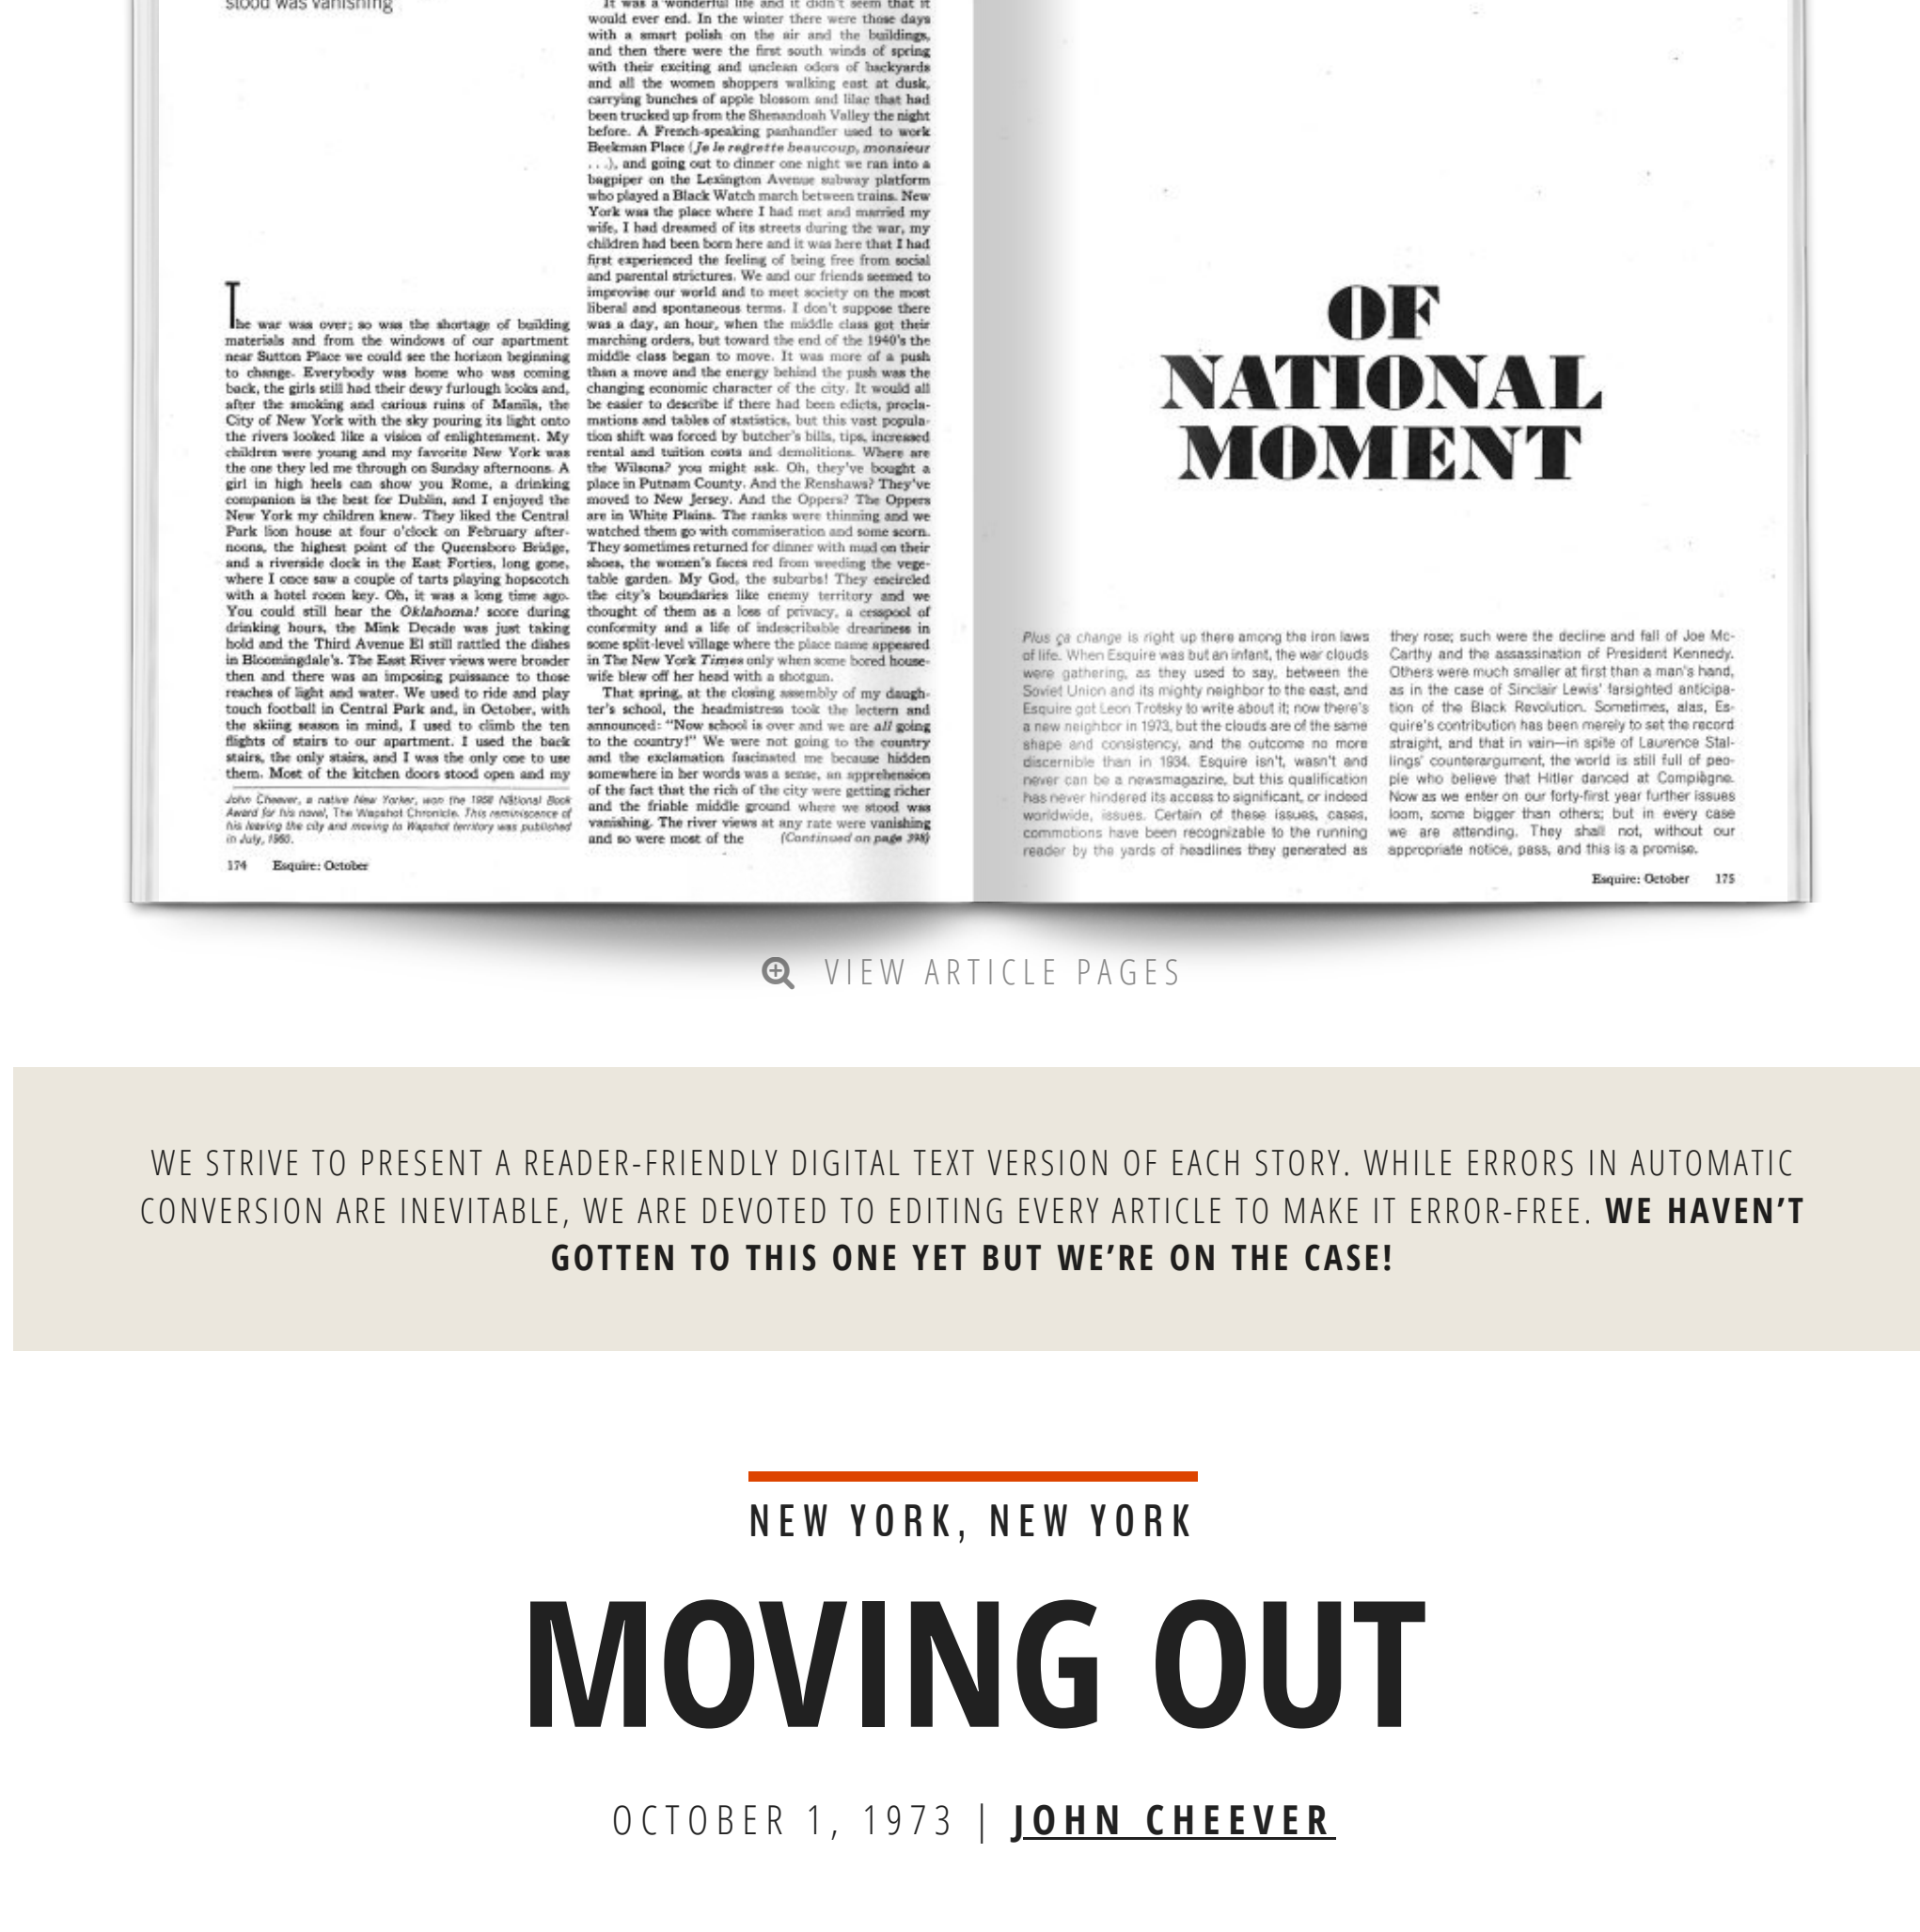 stood was vanishing
The war was over; so was the shortage of building
materials and from the windows of our apartment
near Sutton Place we could see the horizon beginning
to change. Everybody was home who was coming
back, the girls still had their dewy furlough looks and,
after the smoking and carious ruins of Manila, the
City of New York with the sky pouring its light onto
the rivers looked like a vision of enlightenment. My
children were young and my favorite New York was
the one they led me through on Sunday afternoons. A
girl in high heels can show you Rome, a drinking
companion is the best for Dublin, and I enjoyed the
New York my children knew. They liked the Central
Park lion house at four o'clock on February after-
noons, the highest point of the Queensboro Bridge,
and a riverside dock in the East Forties, long gone,
where I once saw a couple of tarts playing hopscotch
with a hotel room key. Oh, it was a long time ago.
You could still hear the Oklahoma! score during
drinking hours, the Mink Decade was just taking
hold and the Third Avenue El still rattled the dishes
in Bloomingdale's. The East River views were broader
then and there was an imposing puissance to those
reaches of light and water. We used to ride and play
touch football in Central Park and, in October, with
the skiing season in mind, I used to climb the ten
flights of stairs to our apartment. I used the back
stairs, the only stairs, and I was the only one to use
them. Most of the kitchen doors stood open and my
John Cheever, a native New Yorker, won the 1958 National Book
Award for his novel, The Wapshot Chronicle. This reminiscence of
his leaving the city and moving to Wapshot territory was published
in July, 1960.
174 Esquire: October
It was a wonderful life and it didn't seem that it
would ever end. In the winter there were those days
with a smart polish on the air and the buildings,
and then there were the first south winds of spring
with their exciting and unclean odors of backyards
and all the women shoppers walking east at dusk,
carrying bunches of apple blossom and lilac that had
been trucked up from the Shenandoah Valley the night
before. A French-speaking panhandler used to work
Beekman Place (Je le regrette beaucoup, monsieur
. . .), and going out to dinner one night we ran into a
bagpiper on the Lexington Avenue subway platform
who played a Black Watch march between trains. New
York was the place where I had met and married my
wife, I had dreamed of its streets during the war, my
children had been born here and it was here that I had
first experienced the feeling of being free from social
and parental strictures. We and our friends seemed to
improvise our world and to meet society on the most
liberal and spontaneous terms. I don't suppose there
was a day, an hour, when the middle class got their
marching orders, but toward the end of the 1940's the
middle class began to move. It was more of a push
than a move and the energy behind the push was the
changing economic character of the city. It would all
be easier to describe if there had been edicts, procla-
mations and tables of statistics, but this vast popula-
tion shift was forced by butcher's bills, tips, increased
rental and tuition costs and demolitions. Where are
the Wilsons? you might ask. Oh, they've bought a
place in Putnam County. And the Renshaws? They've
moved to New Jersey. And the Oppers? The Oppers
are in White Plains. The ranks were thinning and we
watched them go with commiseration and some scorn.
They sometimes returned for dinner with mud on their
shoes, the women's faces red from weeding the vege-
table garden. My God, the suburbs! They encircled
the city's boundaries like enemy territory and we
thought of them as a loss of privacy, a cesspool of
conformity and a life of indescribable dreariness in
some split-level village where the place name appeared
in The New York Times only when some bored house-
wife blew off her head with a shotgun.
That spring, at the closing assembly of my daugh-
ter's school, the headmistress took the lectern and
announced: "Now school is over and we are all going
to the country!" We were not going to the country
and the exclamation fascinated me because hidden
somewhere in her words was a sense, an apprehension
of the fact that the rich of the city were getting richer
and the friable middle ground where we stood was
vanishing. The river views at any rate were vanishing
and so were most of the (Continued on page 398)
OF
NATIONAL
MOMENT
Plus ça change is right up there among the iron laws
of life. When Esquire was but an infant, the war clouds
were gathering, as they used to say, between the
Soviet Union and its mighty neighbor to the east, and
Esquire got Leon Trotsky to write about it; now there's
a new neighbor in 1973, but the clouds are of the same
shape and consistency, and the outcome no more
discernible than in 1934. Esquire isn't, wasn't and
never can be a newsmagazine, but this qualification
has never hindered its access to significant, or indeed
worldwide, issues. Certain of these issues, cases,
commotions have been recognizable to the running
reader by the yards of headlines they generated as
they rose; such were the decline and fall of Joe Mc-
Carthy and the assassination of President Kennedy.
Others were much smaller at first than a man's hand,
as in the case of Sinclair Lewis' farsighted anticipa-
tion of the Black Revolution. Sometimes, alas, Es-
quire's contribution has been merely to set the record
straight, and that in vain—in spite of Laurence Stal-
lings' counterargument, the world is still full of peo-
ple who believe that Hitler danced at Compiègne.
Now as we enter on our forty-first year further issues
loom, some bigger than others; but in every case
we are attending. They shall not, without our
appropriate notice, pass, and this is a promise.
Esquire: October 175
VIEW ARTICLE PAGES
WE STRIVE TO PRESENT A READER-FRIENDLY DIGITAL TEXT VERSION OF EACH STORY. WHILE ERRORS IN AUTOMATIC
CONVERSION ARE INEVITABLE, WE ARE DEVOTED TO EDITING EVERY ARTICLE TO MAKE IT ERROR-FREE. WE HAVEN'T
GOTTEN TO THIS ONE YET BUT WE'RE ON THE CASE!
NEW YORK, NEW YORK
MOVING OUT
OCTOBER 1, 1973 | JOHN CHEEVER